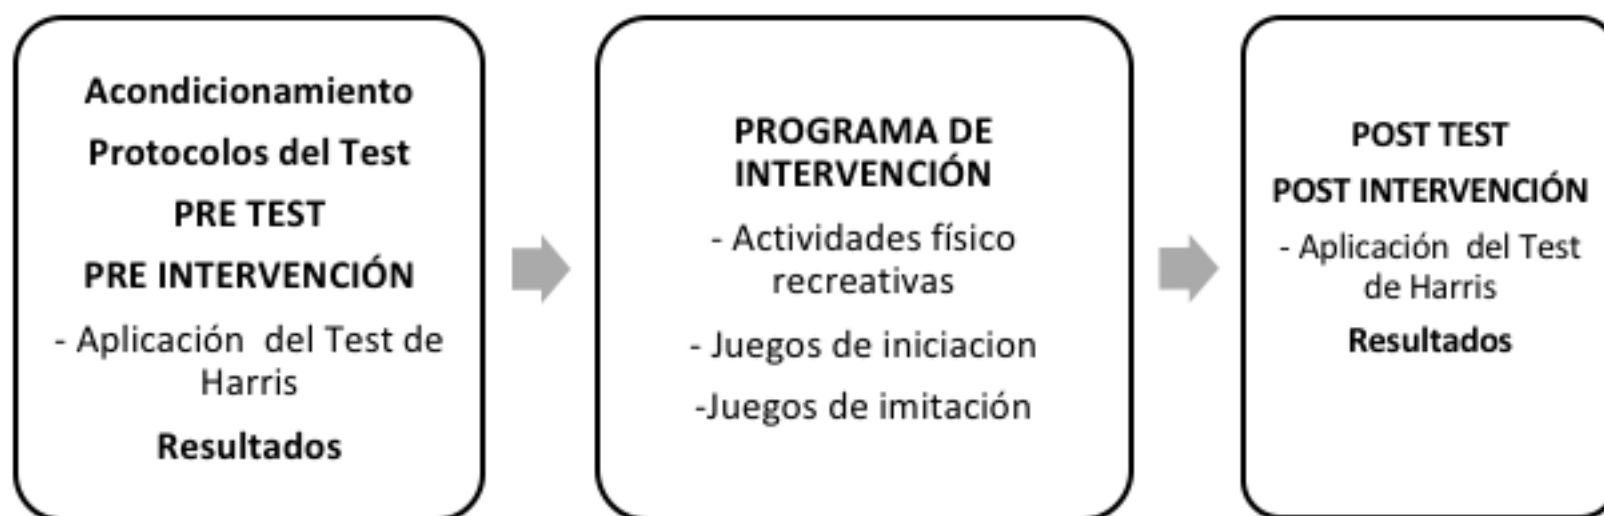 Acondicionamiento
Protocolos del Test
PRE TEST
PRE INTERVENCIÓN
- Aplicación  del Test de
Harris
Resultados
PROGRAMA DE
INTERVENCIÓN
- Actividades físico
recreativas
- Juegos de iniciacion
-Juegos de imitación
POST TEST
POST INTERVENCIÓN
- Aplicación  del Test
de Harris
Resultados